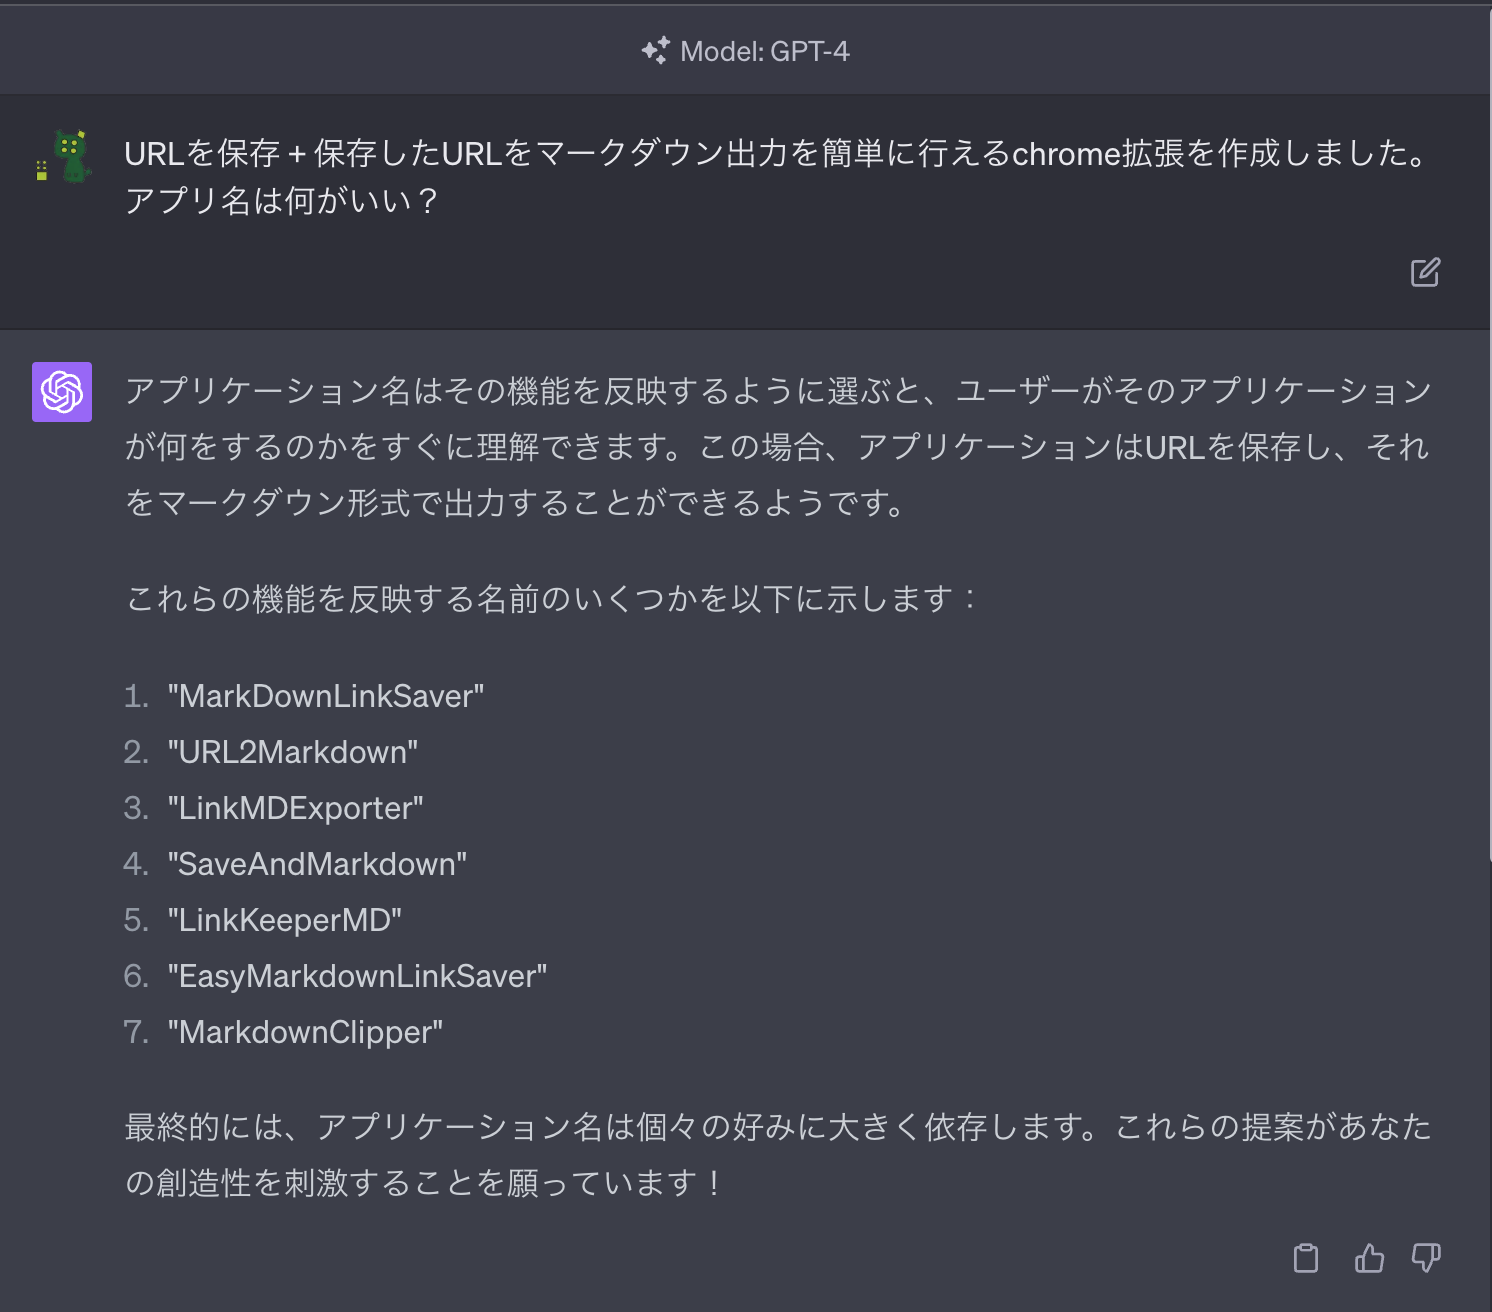 Model: GPT-4
URLを保存 + 保存したURLをマークダウン出力を簡単に行えるchrome拡張を作成しました。
アプリ名は何がいい？
アプリケーション名はその機能を反映するように選ぶと、ユーザーがそのアプリケーション
が何をするのかをすぐに理解できます。この場合、アプリケーションはURLを保存し、それ
をマークダウン形式で出力することができるようです。
これらの機能を反映する名前のいくつかを以下に示します：
1. "MarkDownLinkSaver"
2. "URL2Markdown"
3. "LinkMDExporter"
4. "SaveAndMarkdown"
5. "LinkKeeperMD"
6. "EasyMarkdownLinkSaver"
7. "MarkdownClipper"
最終的には、アプリケーション名は個々の好みに大きく依存します。これらの提案があなた
の創造性を刺激することを願っています！